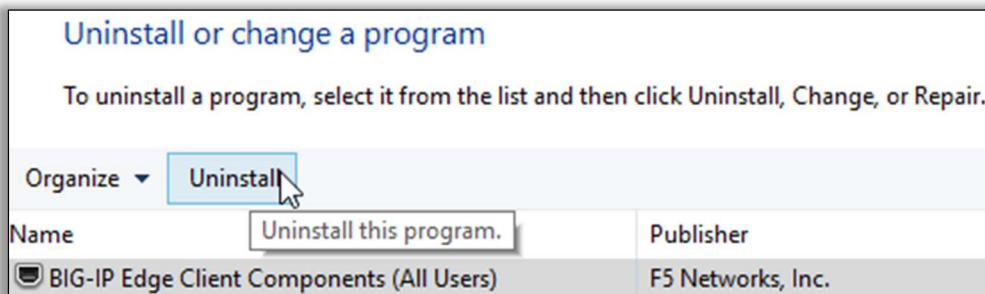 Uninstall or change a program
To uninstall a program, select it from the list and then click Uninstall, Change, or Repair.
Organize Uninstall
Uninstall this program.
Name Publisher
BIG-IP Edge Client Components (All Users) F5 Networks, Inc.